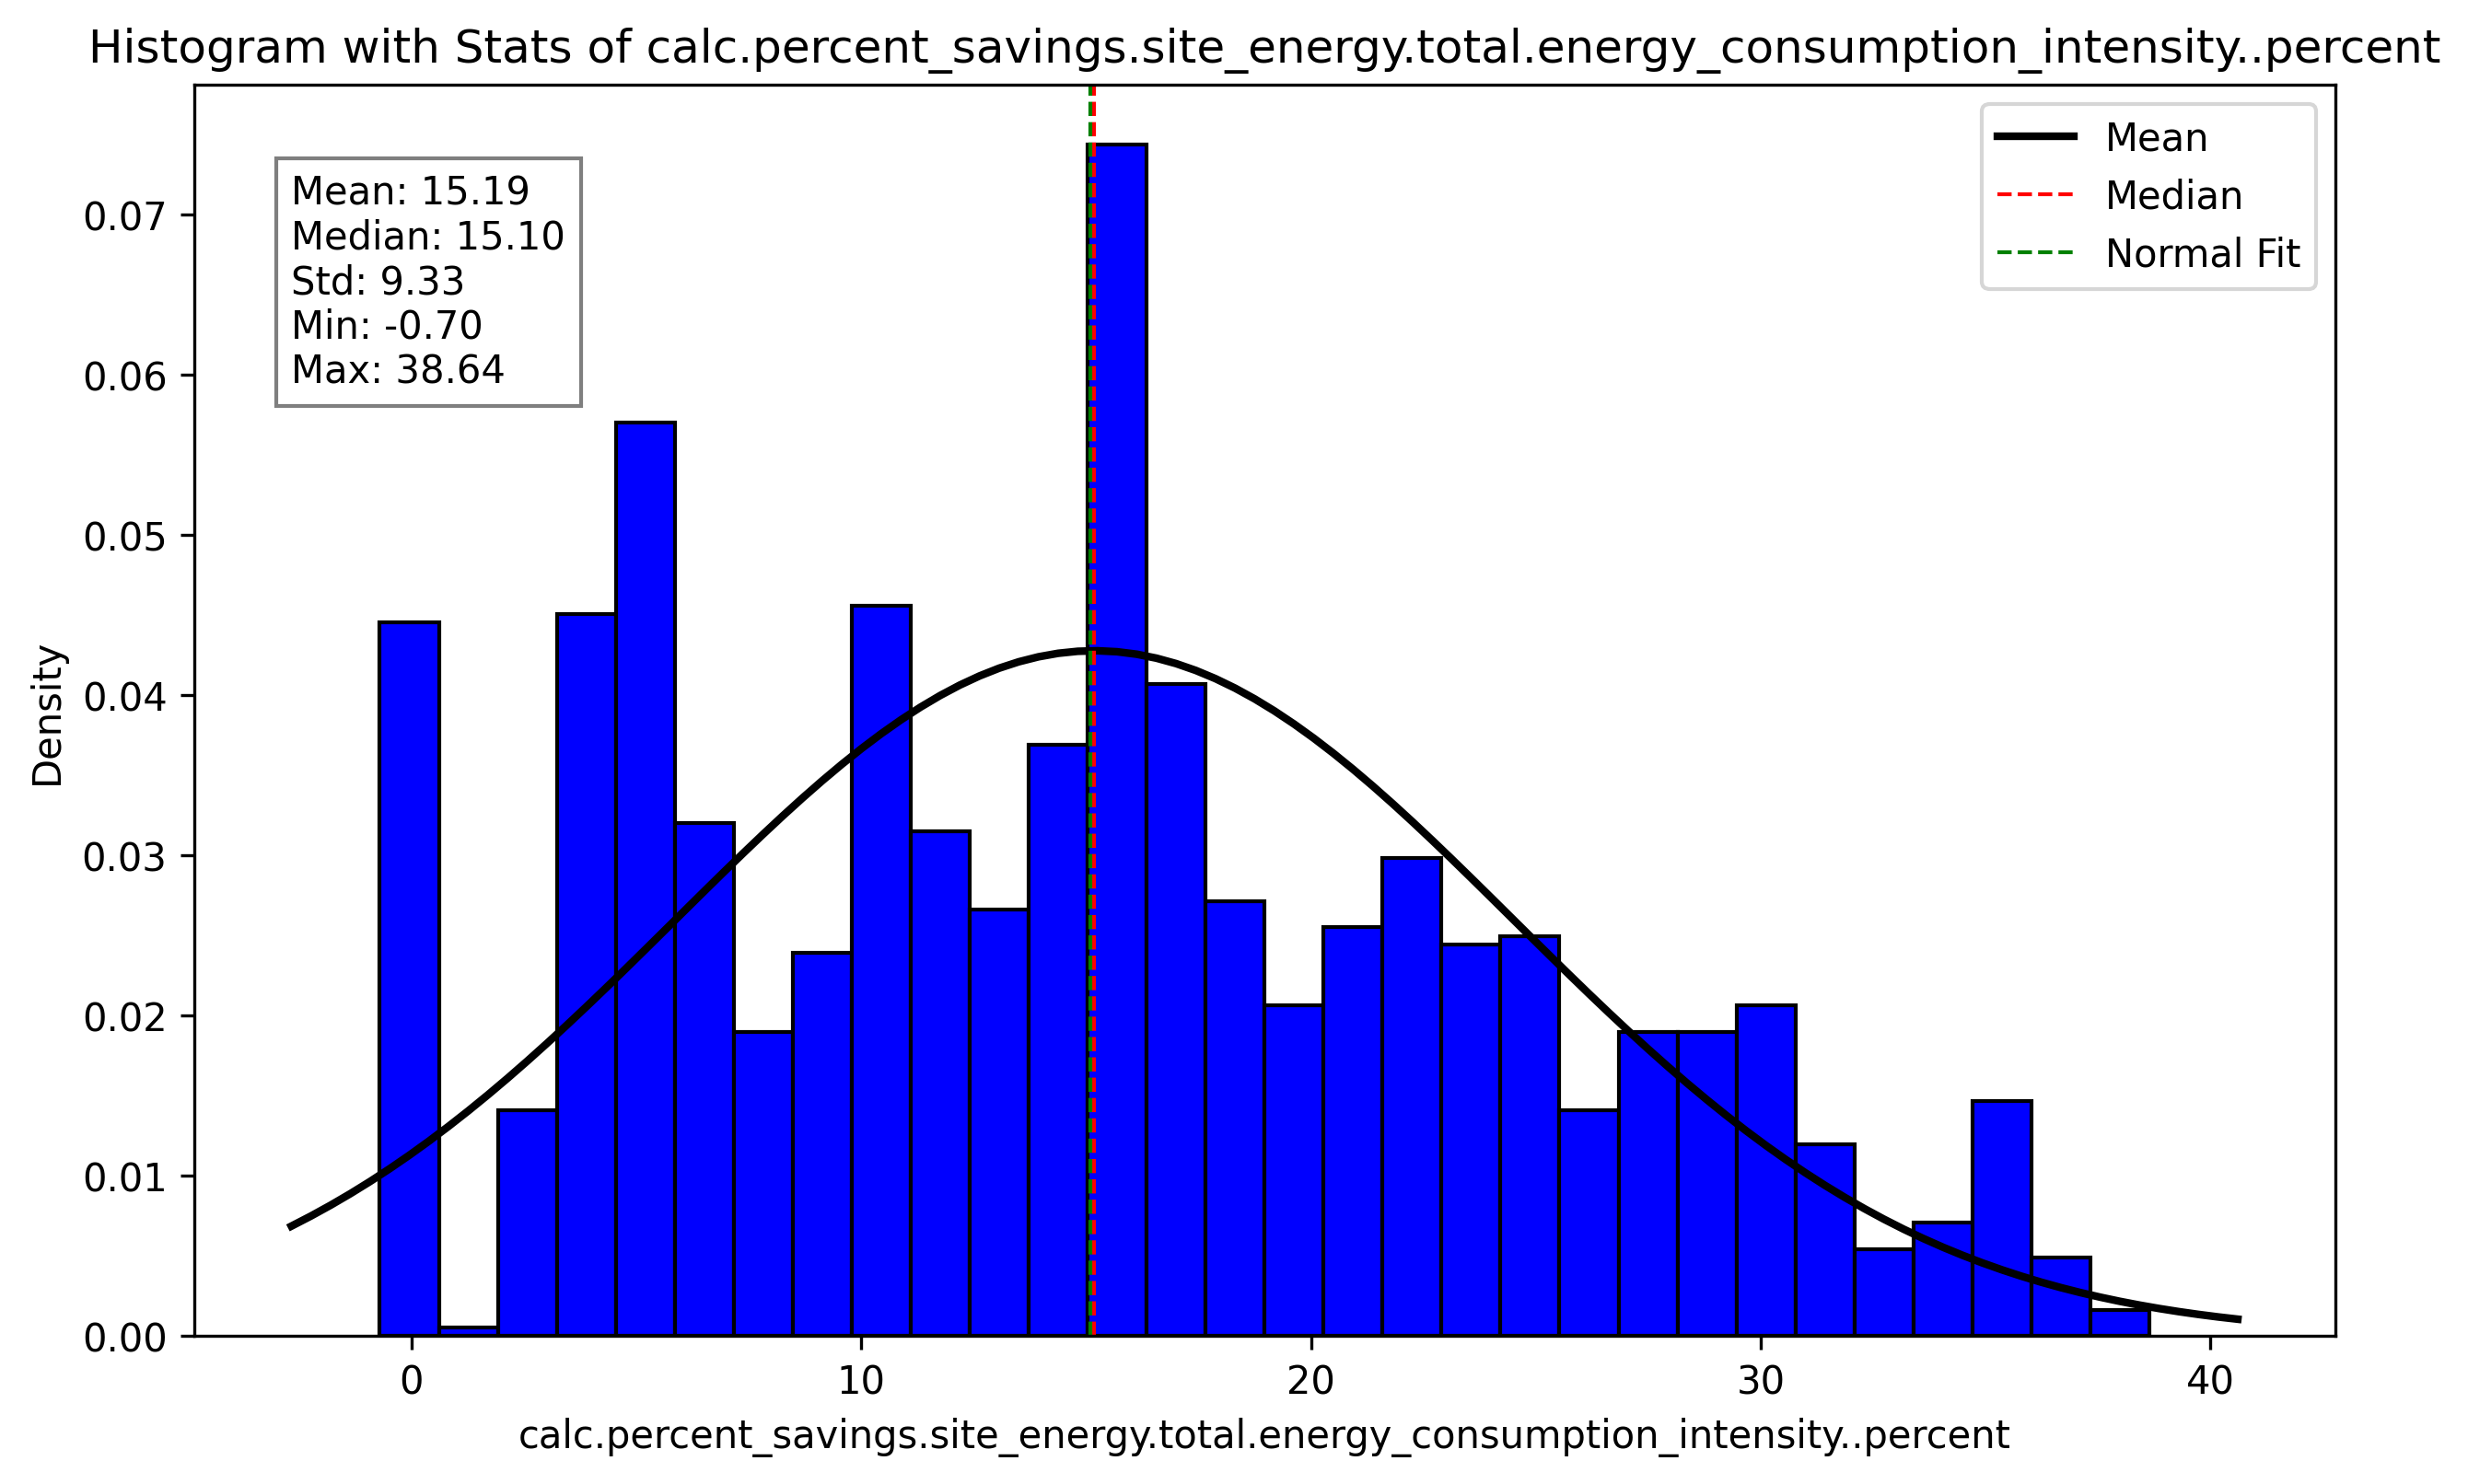 Histogram with Stats of calc.percent_savings.site_energy.total.energy_consumption_intensity..percent
Mean: 15.19
Median: 15.10
Std: 9.33
Min: -0.70
Max: 38.64
Mean
Median
Normal Fit
Density
0.07
0.06
0.05
0.04
0.03
0.02
0.01
0.00
0
10
20
30
40
calc.percent_savings.site_energy.total.energy_consumption_intensity..percent